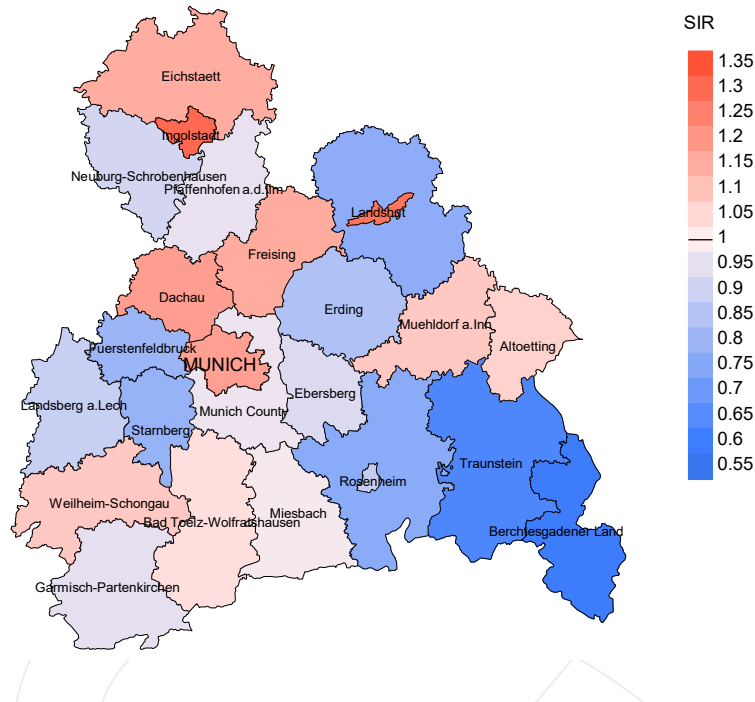 SIR
1.35
1.3
1.25
1.2
1.15
1.1
1.05
1
0.95
0.9
0.85
0.8
0.75
0.7
0.65
0.6
0.55
Eichstaett
Ingolstadt
Neuburg-Schrobenhausen
Pfaffenhofen a.d.Ilm
Landshut
Freising
Dachau
Erding
Muehldorf a.Inn
Altoetting
Fuerstenfeldbruck
MUNICH
Ebersberg
Landsberg a.Lech
Munich County
Starnberg
Traunstein
Rosenheim
Weilheim-Schongau
Miesbach
Bad Toelz-Wolfratshausen
Berchtesgadener Land
Garmisch-Partenkirchen